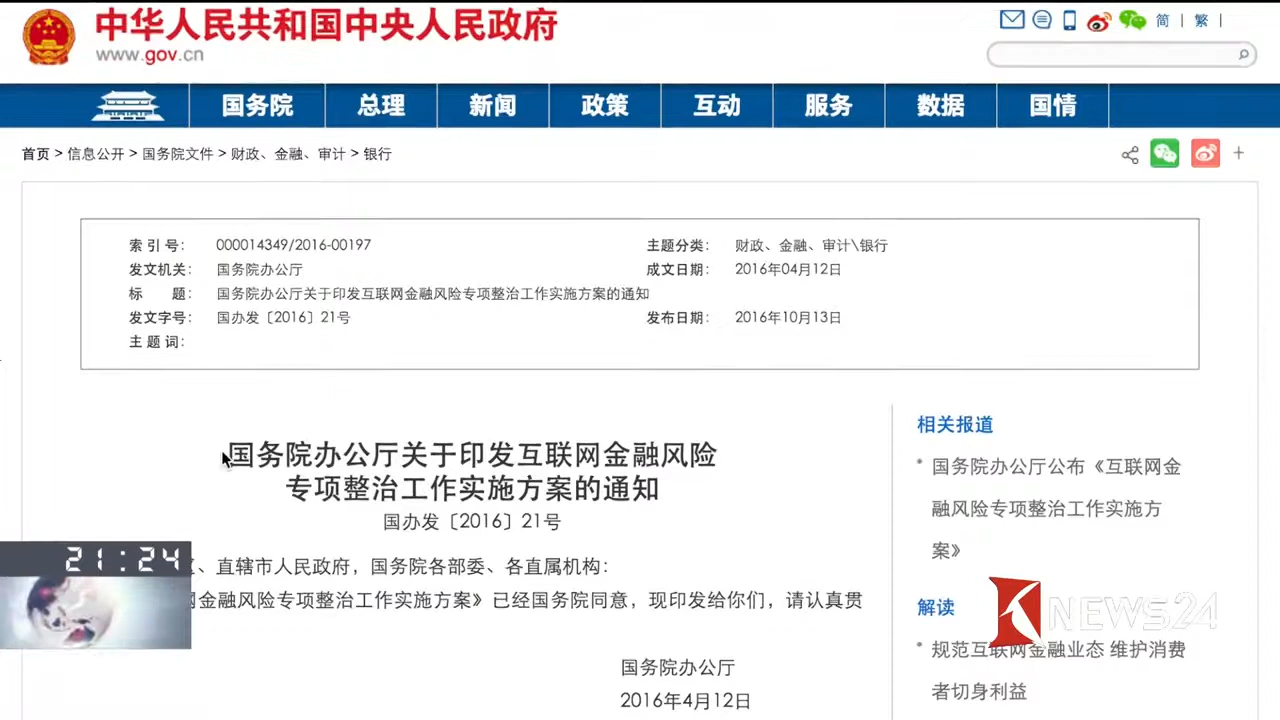 中华人民共和国中央人民政府
www.gov.cn
简 | 繁 |
国务院 总理 新闻 政策 互动 服务 数据 国情
首页 > 信息公开 > 国务院文件 > 财政、金融、审计 > 银行
索 引 号： 000014349/2016-00197 主题分类： 财政、金融、审计\银行
发文机关： 国务院办公厅 成文日期： 2016年04月12日
标 题： 国务院办公厅关于印发互联网金融风险专项整治工作实施方案的通知
发文字号： 国办发〔2016〕21号 发布日期： 2016年10月13日
主 题 词：
国务院办公厅关于印发互联网金融风险
专项整治工作实施方案的通知
国办发〔2016〕21号
、直辖市人民政府，国务院各部委、各直属机构：
金融风险专项整治工作实施方案》已经国务院同意，现印发给你们，请认真贯
国务院办公厅
2016年4月12日
相关报道
国务院办公厅公布《互联网金
融风险专项整治工作实施方
案》
解读
规范互联网金融业态 维护消费
者切身利益
21:24
NEWS24